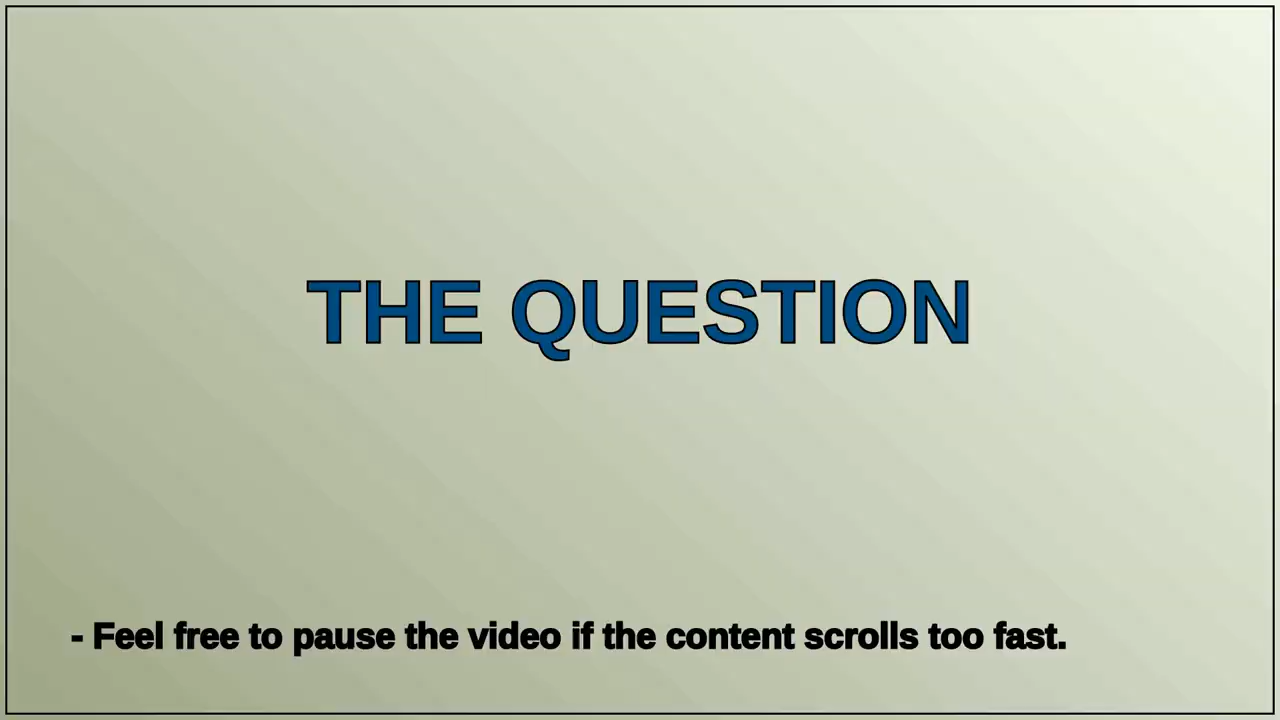 THE QUESTION
- Feel free to pause the video if the content scrolls too fast.